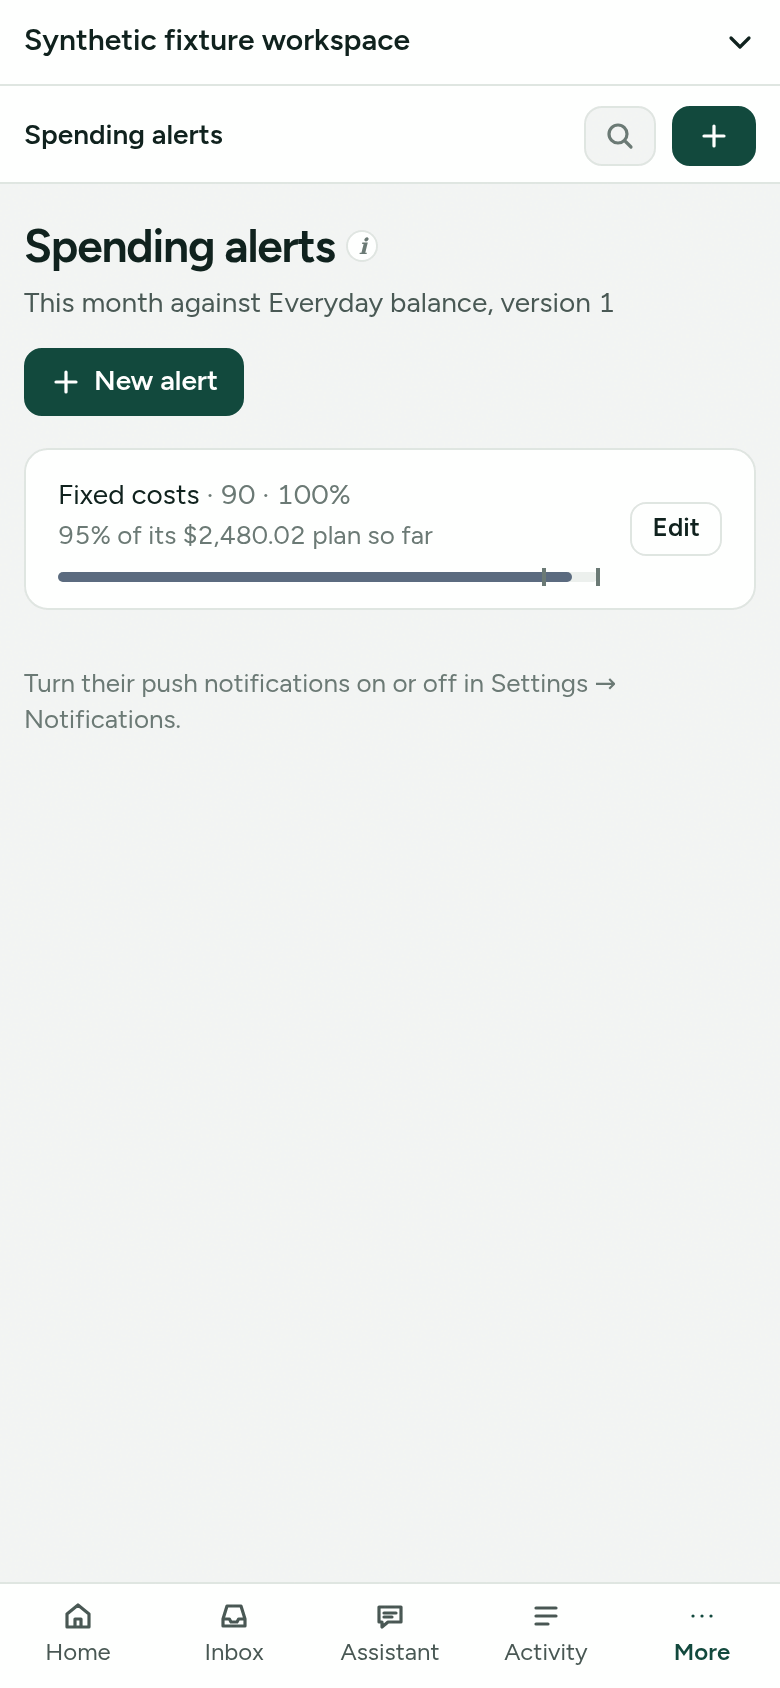 Synthetic fixture workspace
Spending alerts
Spending alerts i
This month against Everyday balance, version 1
+ New alert
Fixed costs · 90 · 100%
95% of its $2,480.02 plan so far
Edit
Turn their push notifications on or off in Settings →
Notifications.
Home
Inbox
Assistant
Activity
More